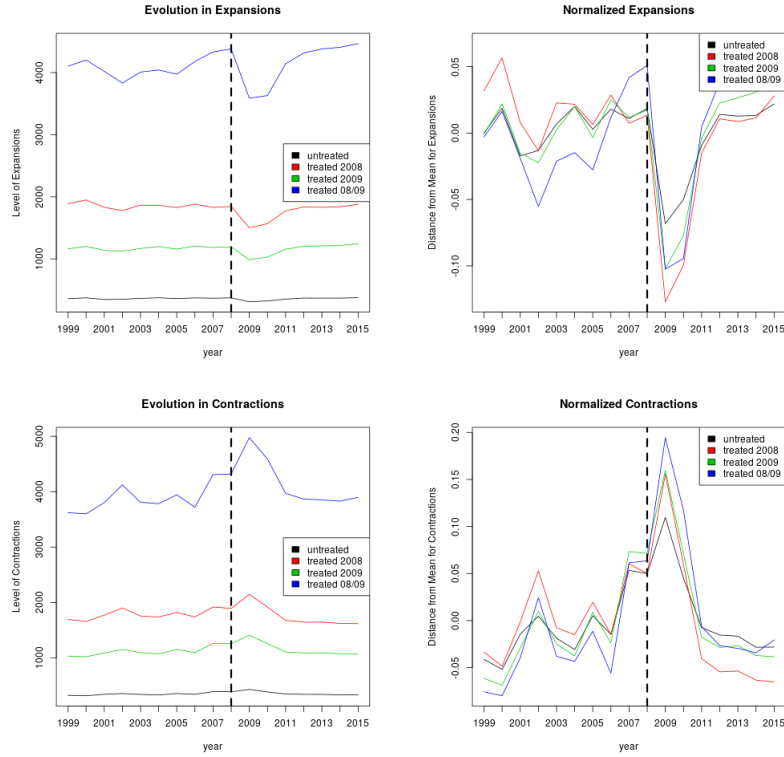 Evolution in Expansions
Level of Expansions
4000
3000
2000
1000
untreated
treated 2008
treated 2009
treated 08/09
1999 2001 2003 2005 2007 2009 2011 2013 2015
year
Normalized Expansions
Distance from Mean for Expansions
0.05
0.00
-0.05
-0.10
untreated
treated 2008
treated 2009
treated 08/09
1999 2001 2003 2005 2007 2009 2011 2013 2015
year
Evolution in Contractions
Level of Contractions
5000
4000
3000
2000
1000
untreated
treated 2008
treated 2009
treated 08/09
1999 2001 2003 2005 2007 2009 2011 2013 2015
year
Normalized Contractions
Distance from Mean for Contractions
0.20
0.15
0.10
0.05
0.00
-0.05
untreated
treated 2008
treated 2009
treated 08/09
1999 2001 2003 2005 2007 2009 2011 2013 2015
year